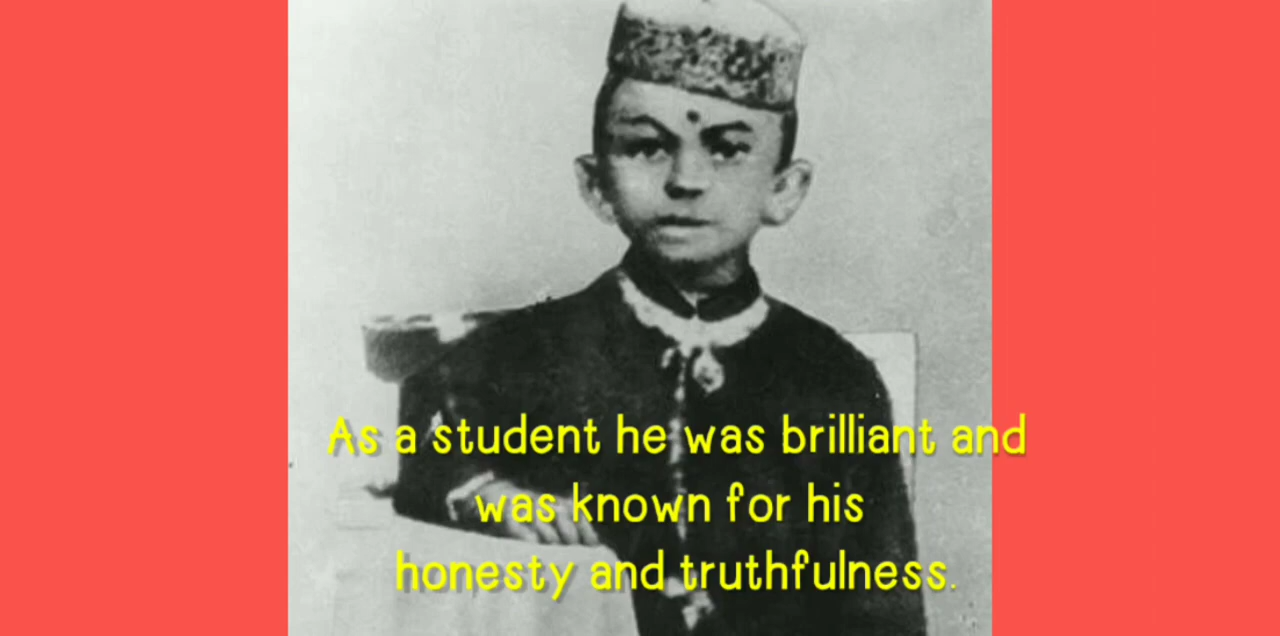 As a student he was brilliant and
was known for his
honesty and truthfulness.